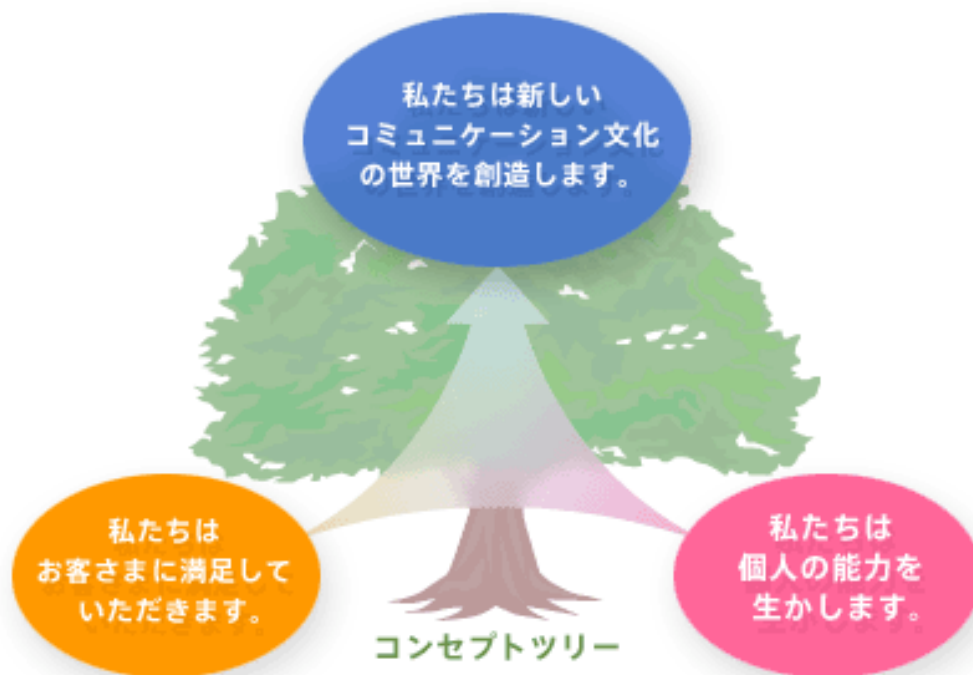 私たちは新しい
コミュニケーション文化
の世界を創造します。
私たちは
お客さまに満足して
いただきます。
私たちは
個人の能力を
生かします。
コンセプトツリー